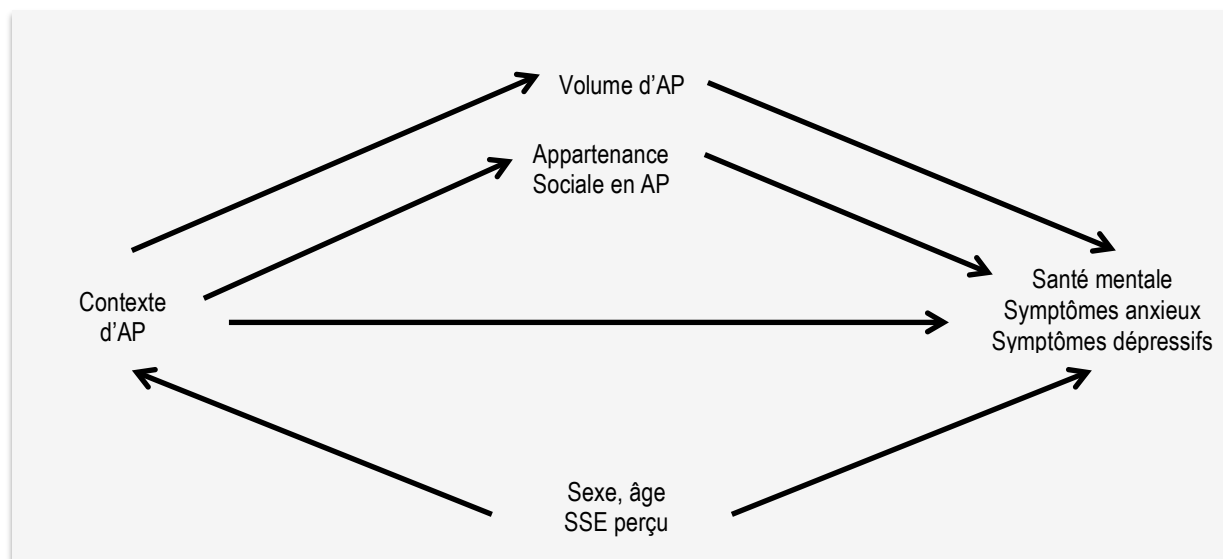 Volume d'AP
Appartenance
Sociale en AP
Contexte
d'AP
Santé mentale
Symptômes anxieux
Symptômes dépressifs
Sexe, âge
SSE perçu